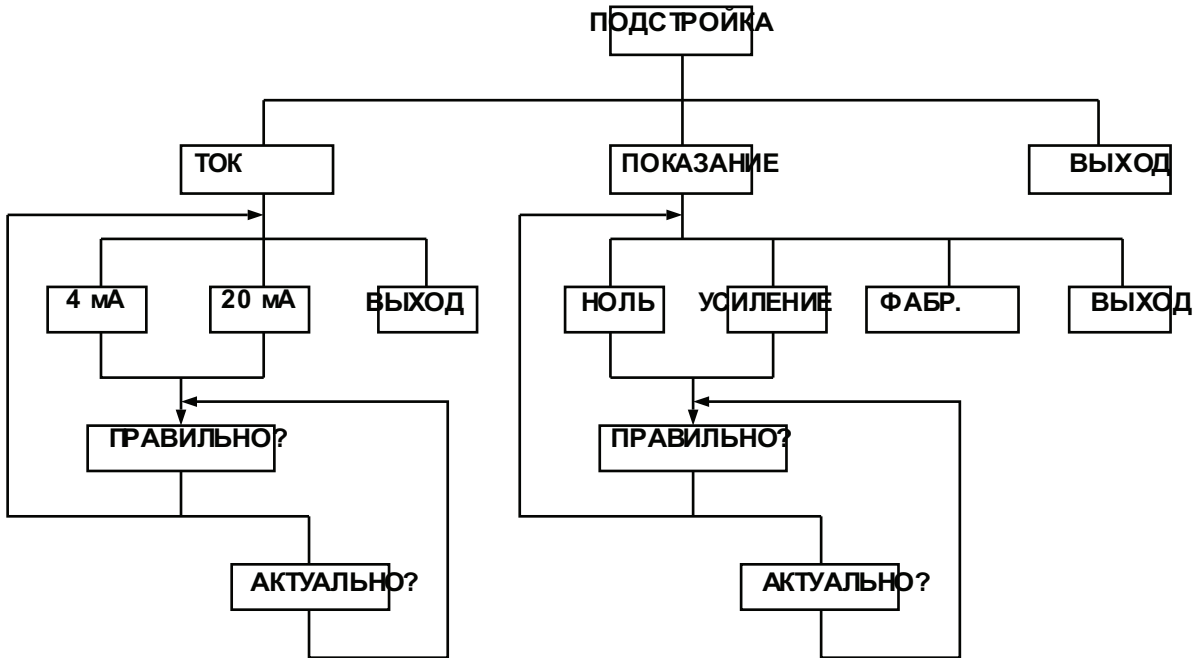 ПОДСТРОЙКА
ТОК
ПОКАЗАНИЕ
ВЫХОД
4 мА
20 мА
ВЫХОД
НОЛЬ
УСИЛЕНИЕ
ФАБР.
ВЫХОД
ПРАВИЛЬНО?
ПРАВИЛЬНО?
АКТУАЛЬНО?
АКТУАЛЬНО?